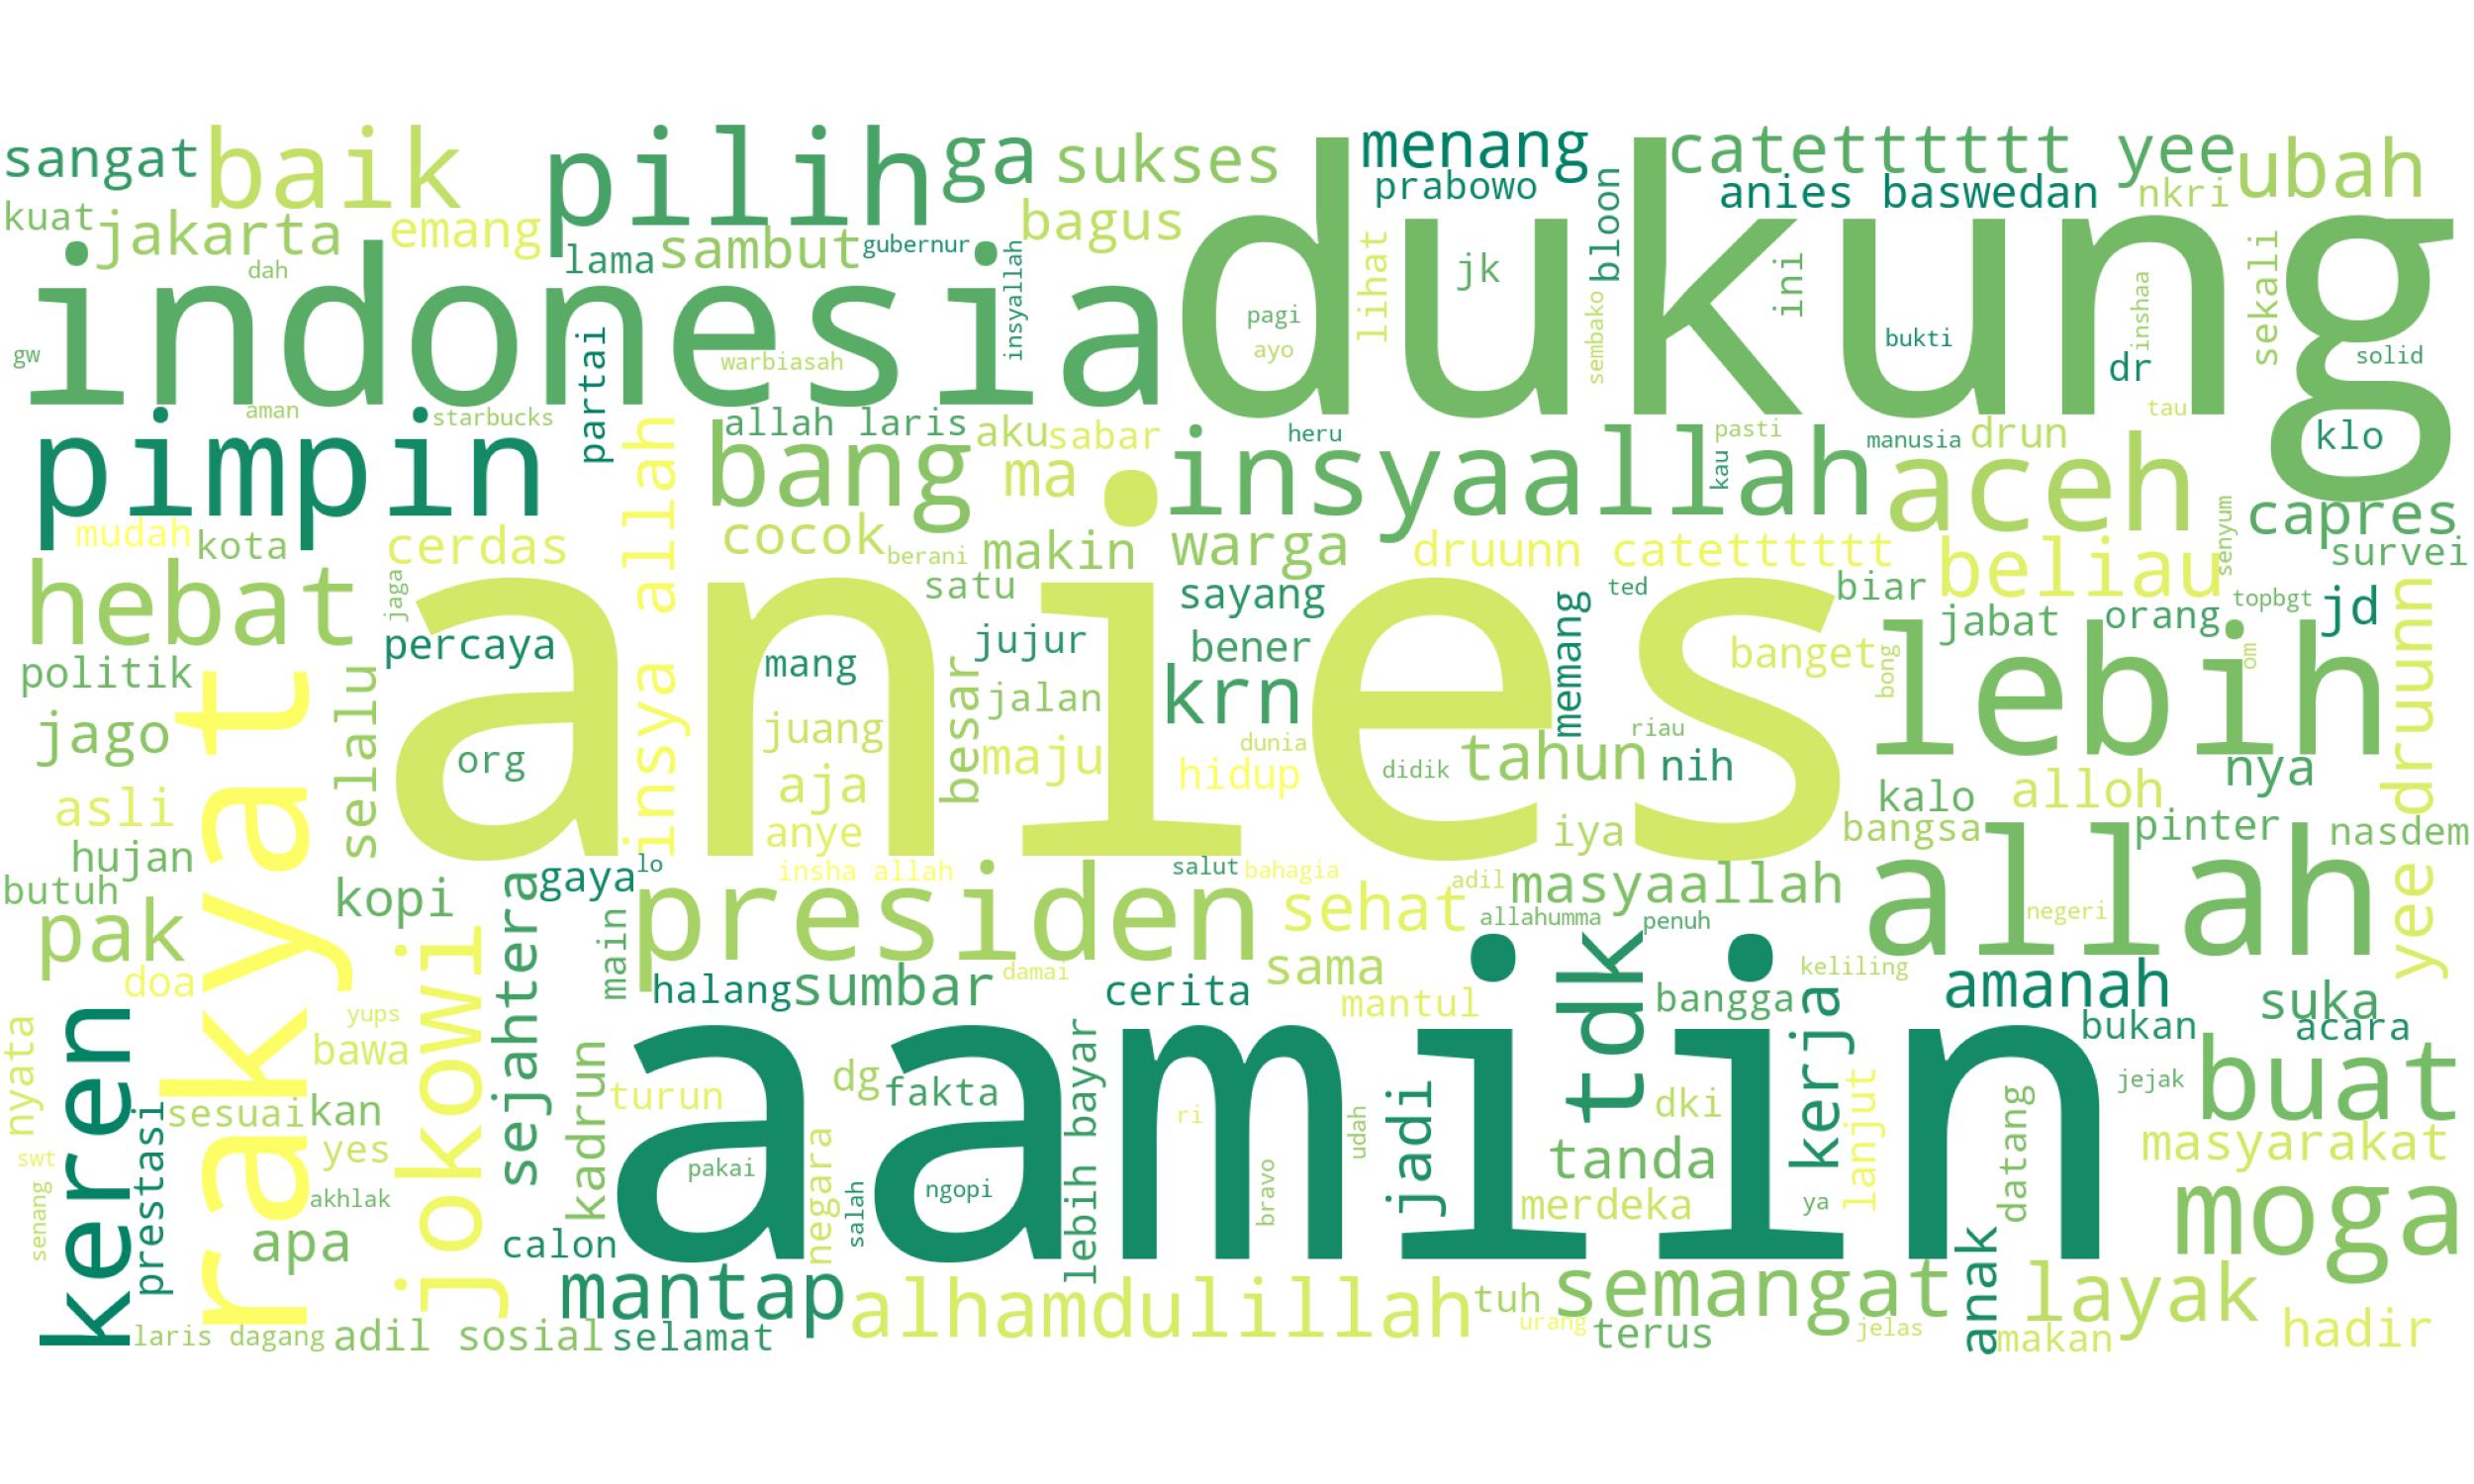 sangat baik pilih ga sukses menang catettttttt yee ubah
prabowo bloon anies baswedan nkri
kuat jakarta emang lama sambut gubernur bagus
dah insyallah lihat jk ini sekali
indonesia dukung
gw partai warbiasah pagi ayo sembako bukti dr inshaa solid
aman starbucks tau
pimpin insya allah bang allah laris aku sabar heru pasti manusia drun klo
ma insyaallah kau aceh
mudah kota cerdas cocok berani makin warga druunn catettttttt beliau senyum capres survei
hebat jaga satu sayang memang ted biar topbgt jd
percaya mang jujur bener banget bong jabat orang om druunn yee
anies lebih
politik selalu besar jalan krn
jago org juang maju dunia riau
aja hidup didik tahun nih nya
asli anye iya kalo alloh
hujan bangsa pinter nasdem
butuh kopi gaya lo insha allah salut bahagia adil masyaallah allah
pak rakyat jokowi sejahtera main presiden sehat allahumma penuh negeri
doa halang sumbar damai cerita sama mantul tdk bangga keliling amanah suka
keren nyata yups bawa kerja bukan acara
aamiin
prestasi sesuai kan kadrun turun dg fakta lebih bayar ri udah jadi dki lanjut datang jejak buat
swt yes negara pakai tanda masyarakat
senang akhlak salah ngopi bravo merdeka ya moga
apa calon
mantap alhamdulillah tuh semangat anak layak hadir
laris dagang adil sosial selamat urang terus jelas makan